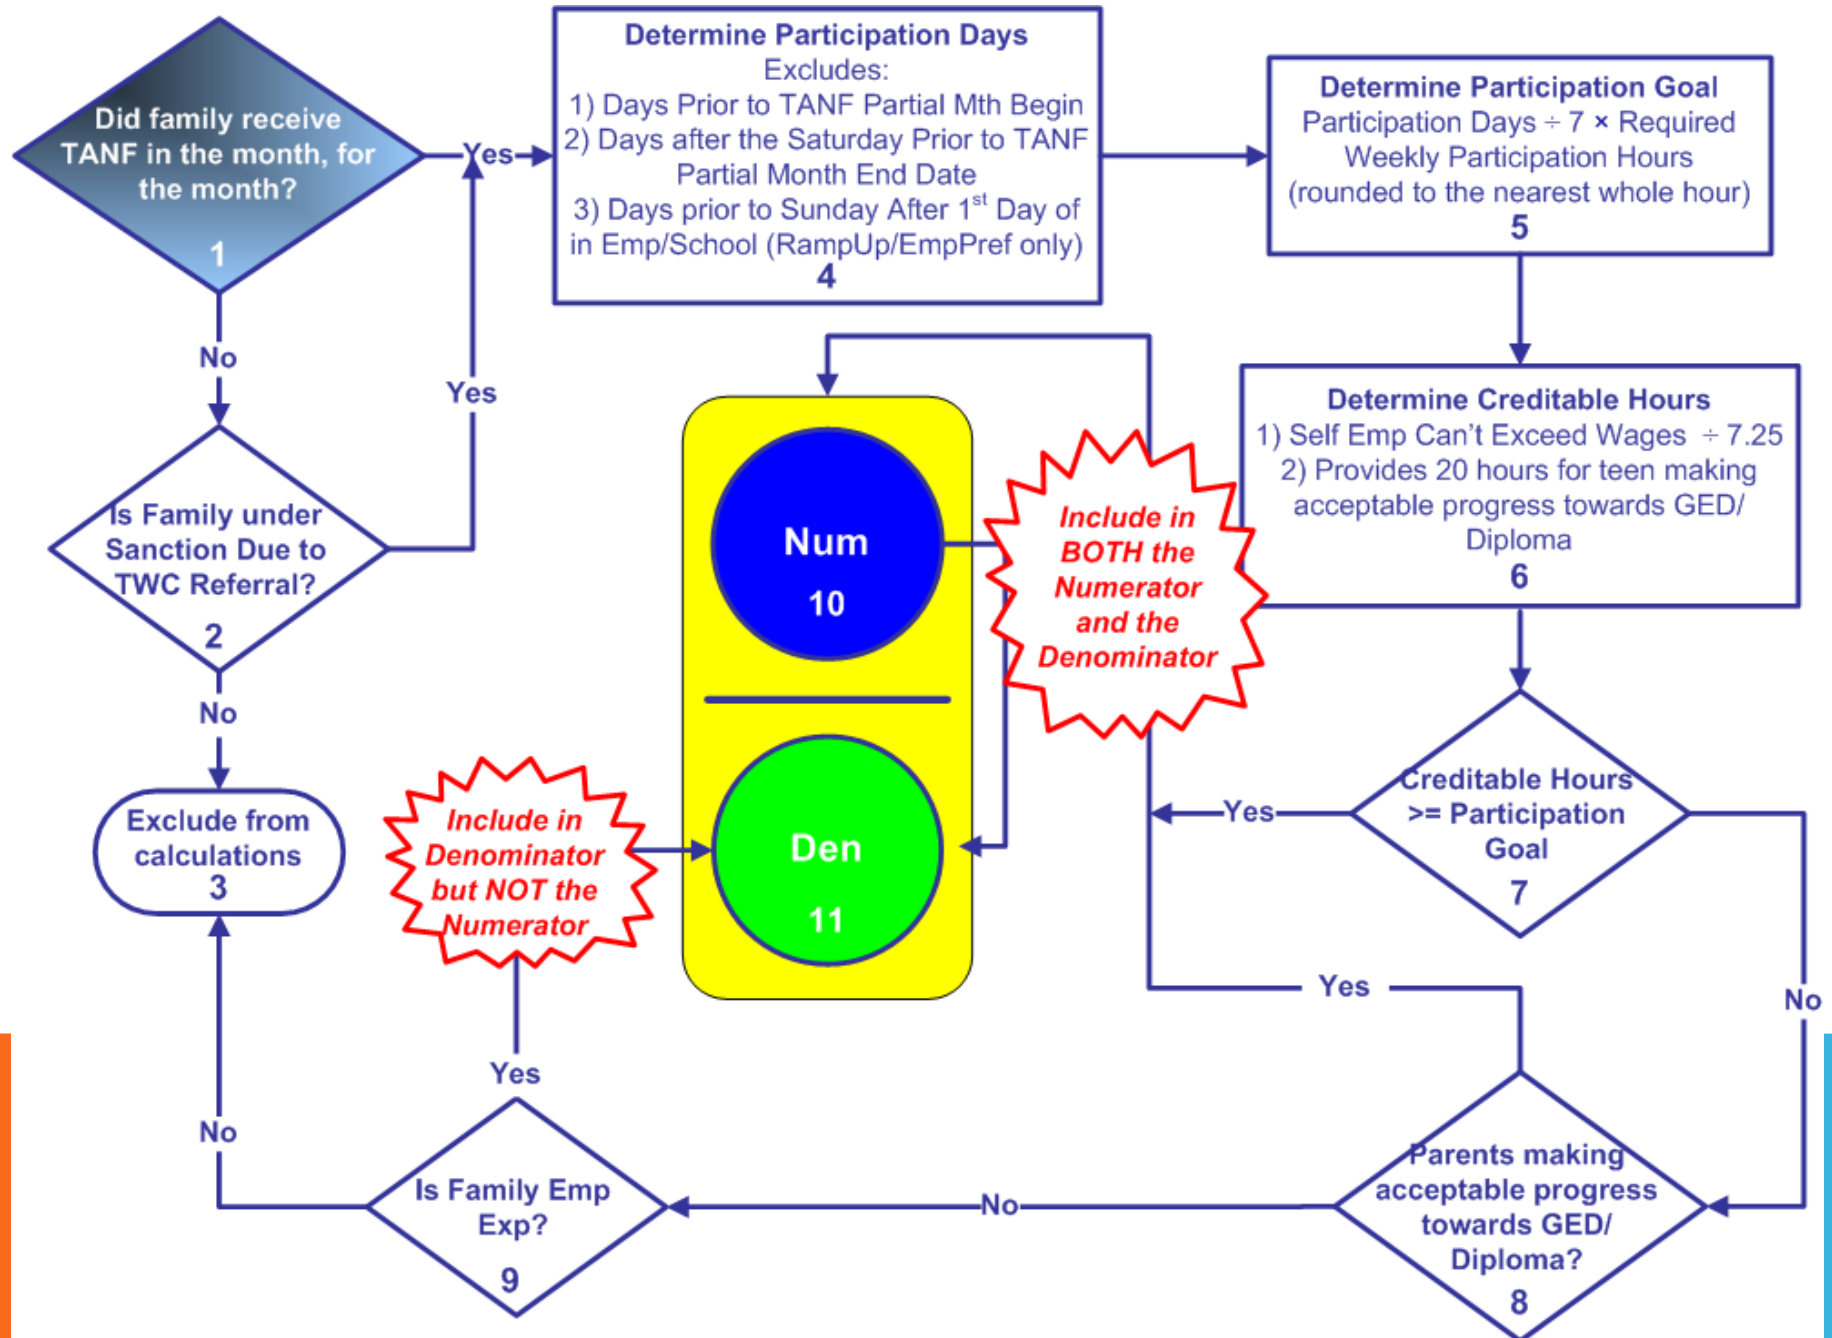 Did family receive
TANF in the month, for
the month?
1
Yes
No
Is Family under
Sanction Due to
TWC Referral?
2
Yes
No
Exclude from
calculations
3
Determine Participation Days
Excludes:
1) Days Prior to TANF Partial Mth Begin
2) Days after the Saturday Prior to TANF
Partial Month End Date
3) Days prior to Sunday After 1st Day of
in Emp/School (RampUp/EmpPref only)
4
Determine Participation Goal
Participation Days ÷ 7 × Required
Weekly Participation Hours
(rounded to the nearest whole hour)
5
Determine Creditable Hours
1) Self Emp Can't Exceed Wages ÷ 7.25
2) Provides 20 hours for teen making
acceptable progress towards GED/
Diploma
6
Creditable Hours
>= Participation
Goal
7
Yes
No
Parents making
acceptable progress
towards GED/
Diploma?
8
Yes
No
Is Family Emp
Exp?
9
Yes
No
Include in
Denominator
but NOT the
Numerator
Include in
BOTH the
Numerator
and the
Denominator
Num
10
Den
11